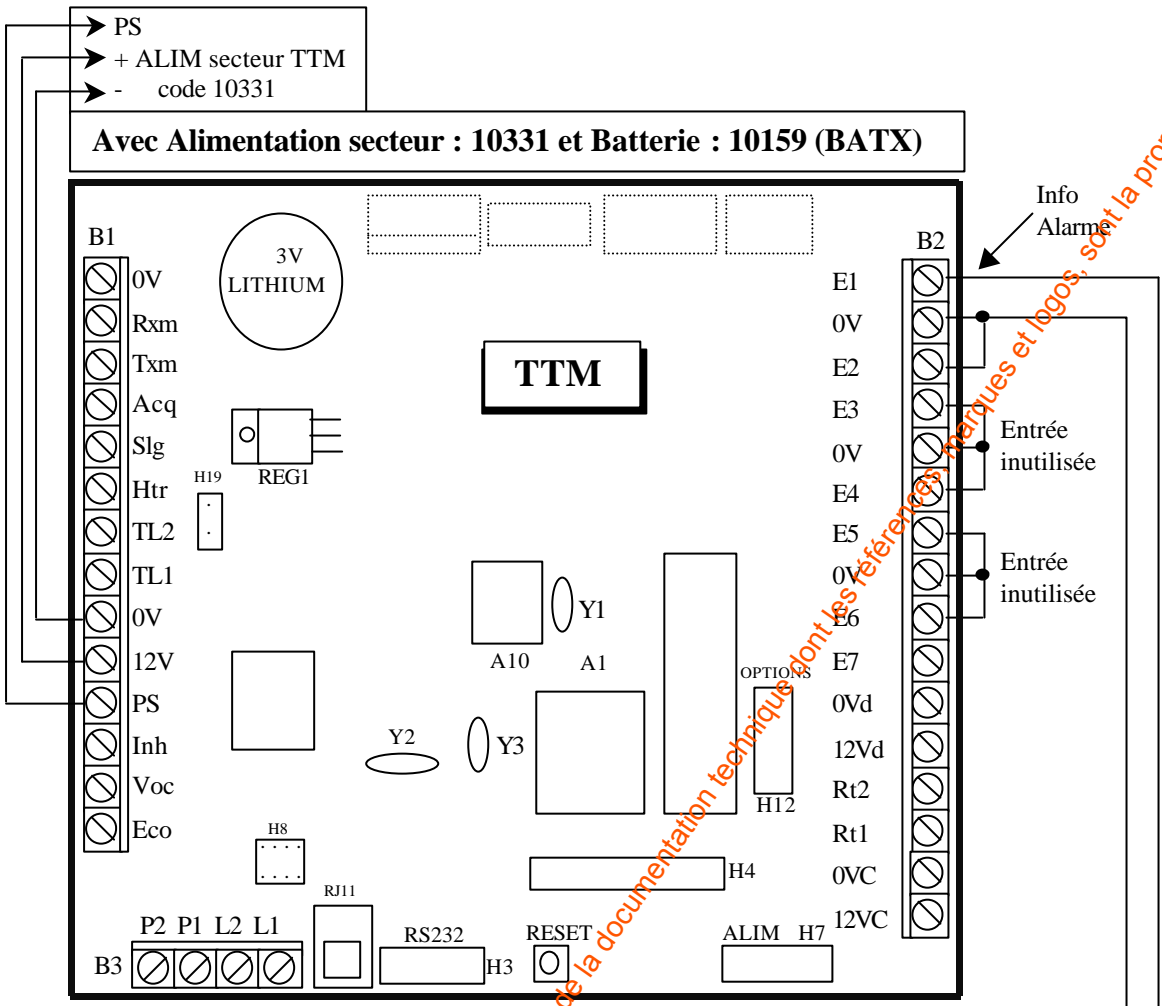 PS
+ ALIM secteur TTM
- code 10331
Avec Alimentation secteur : 10331 et Batterie : 10159 (BATX)
Info
Alarme
B1
0V
Rxm
Txm
Acq
Slg
Htr
TL2
TL1
0V
12V
PS
Inh
Voc
Eco
3V
LITHIUM
TTM
REG1
H19
A10
Y1
A1
OPTIONS
H12
Y2
Y3
H8
H4
RJ11
P2 P1 L2 L1
B3
RS232
H3
RESET
ALIM H7
B2
E1
0V
E2
E3
0V
E4
E5
0V
E6
E7
0Vd
12Vd
Rt2
Rt1
0VC
12VC
Entrée
inutilisée
Entrée
inutilisée
de la documentation technique dont les références, marques et logos, sont la prop